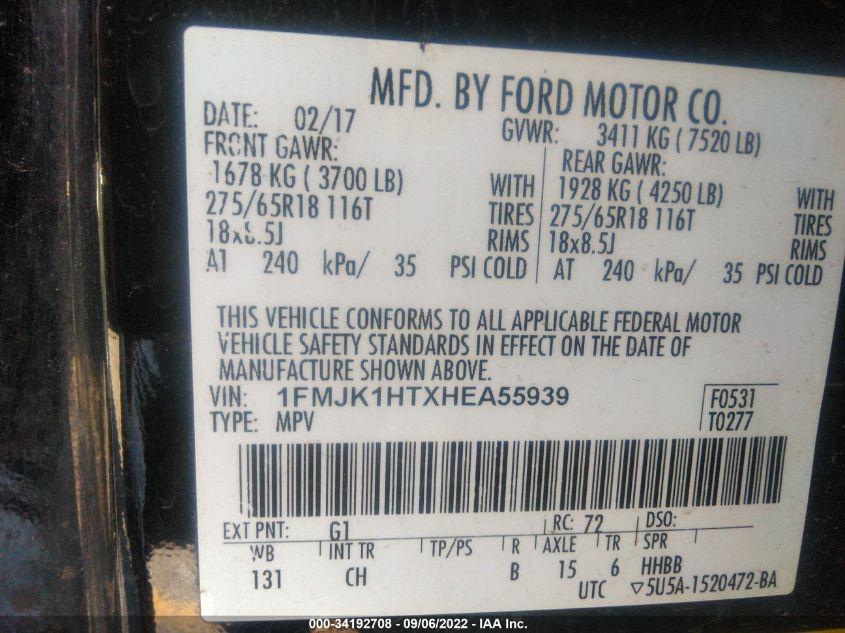 MFD. BY FORD MOTOR CO.
DATE: 02/17 GVWR: 3411 KG ( 7520 LB)
FRONT GAWR: REAR GAWR:
1678 KG ( 3700 LB) WITH 1928 KG ( 4250 LB) WITH
275/65R18 116T TIRES 275/65R18 116T TIRES
18x8.5J RIMS 18x8.5J RIMS
AT 240 kPa/ 35 PSI COLD AT 240 kPa/ 35 PSI COLD
THIS VEHICLE CONFORMS TO ALL APPLICABLE FEDERAL MOTOR
VEHICLE SAFETY STANDARDS IN EFFECT ON THE DATE OF
MANUFACTURE SHOWN ABOVE.
VIN: 1FMJK1HTXHEA55939 F0531
TYPE: MPV T0277
EXT PNT: G1 RC: 72 DSO:
WB INT TR TP/PS R AXLE TR SPR
131 CH B 15 6 HHBB
UTC ▽5U5A-1520472-BA
000-34192708 - 09/06/2022 - IAA Inc.